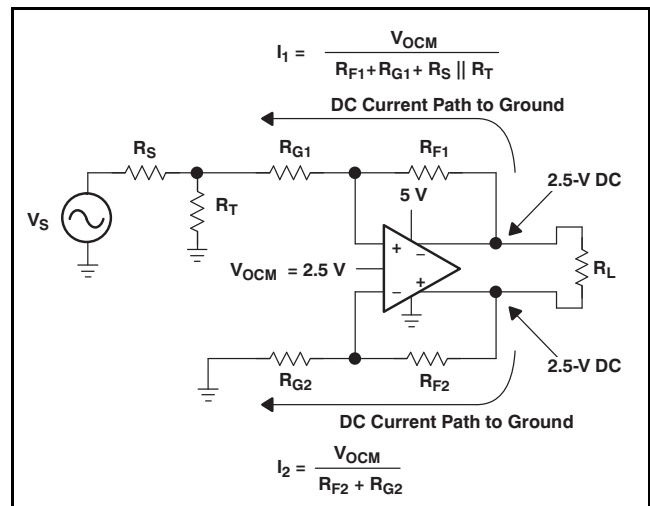 I1 = VOCM / RF1+RG1+ RS || RT
DC Current Path to Ground
RS
RG1
RF1
2.5-V DC
5 V
VS
RT
+
−
VOCM = 2.5 V
RL
−
+
RG2
RF2
2.5-V DC
DC Current Path to Ground
I2 = VOCM / RF2 + RG2